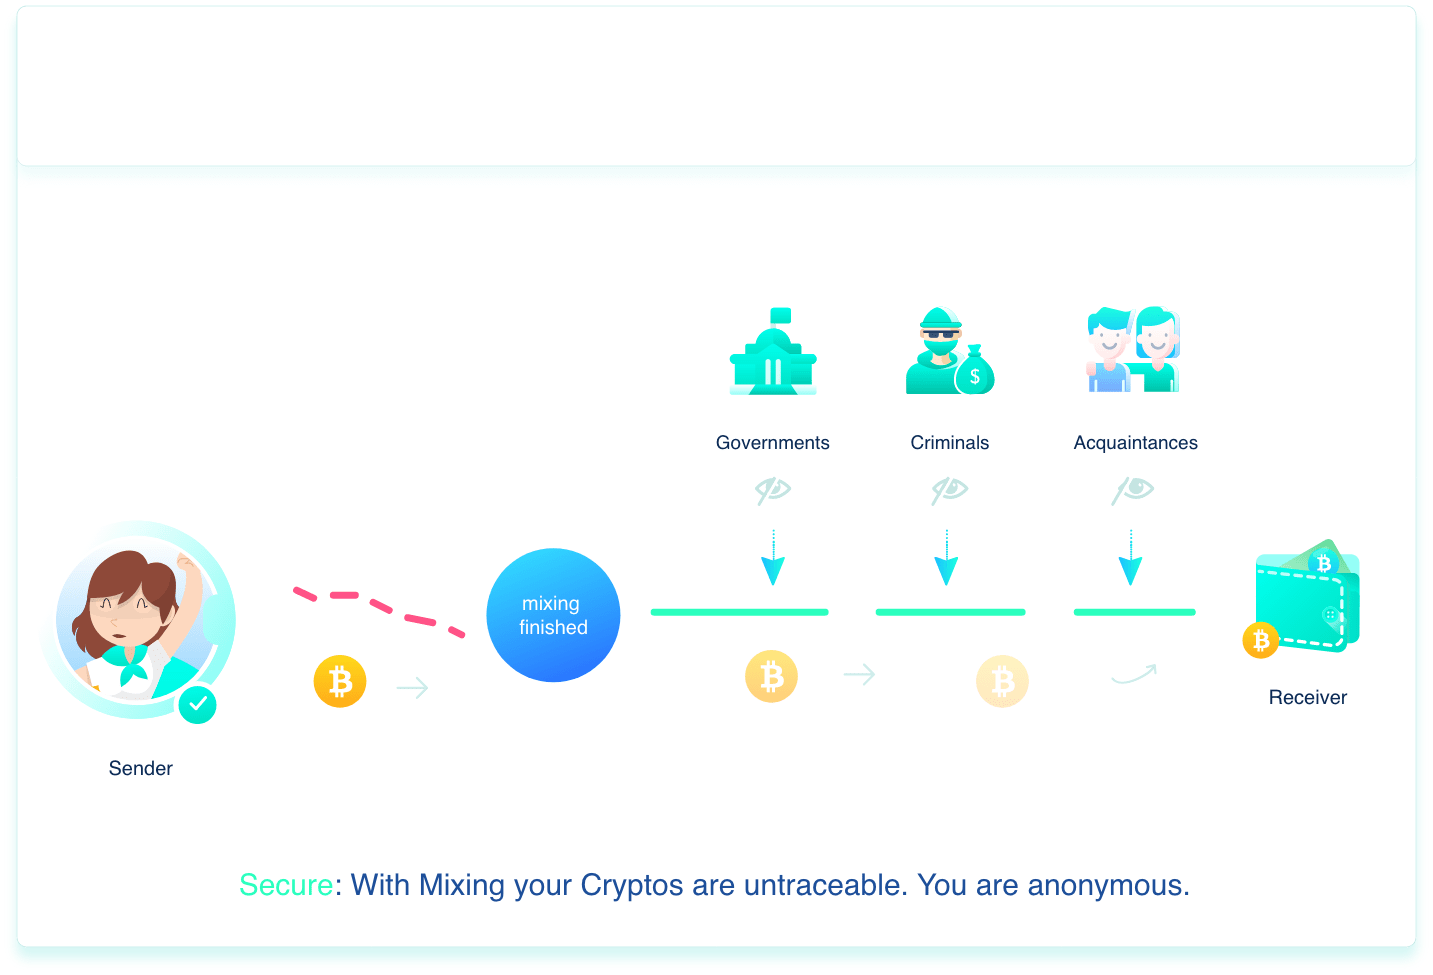 Governments
Criminals
Acquaintances
mixing
finished
$
Receiver
Sender
Secure: With Mixing your Cryptos are untraceable. You are anonymous.